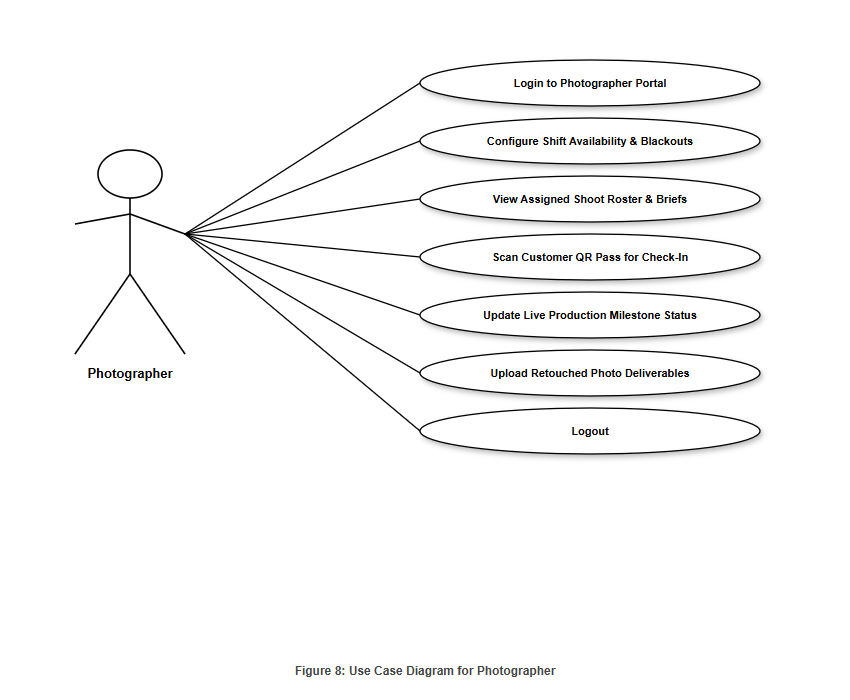 Login to Photographer Portal
Configure Shift Availability & Blackouts
View Assigned Shoot Roster & Briefs
Scan Customer QR Pass for Check-In
Update Live Production Milestone Status
Upload Retouched Photo Deliverables
Logout
Photographer
Figure 8: Use Case Diagram for Photographer